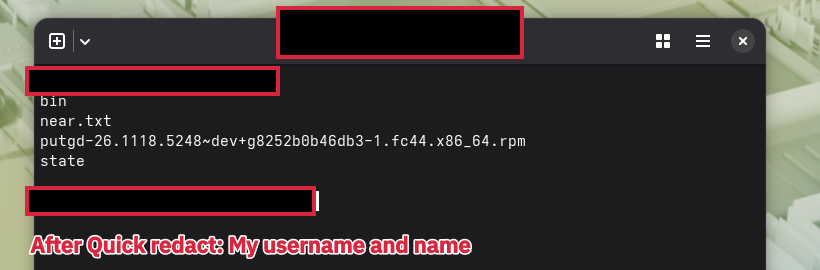 bin
near.txt
putgd-26.1118.5248~dev+g8252b0b46db3-1.fc44.x86_64.rpm
state
After Quick redact: My username and name